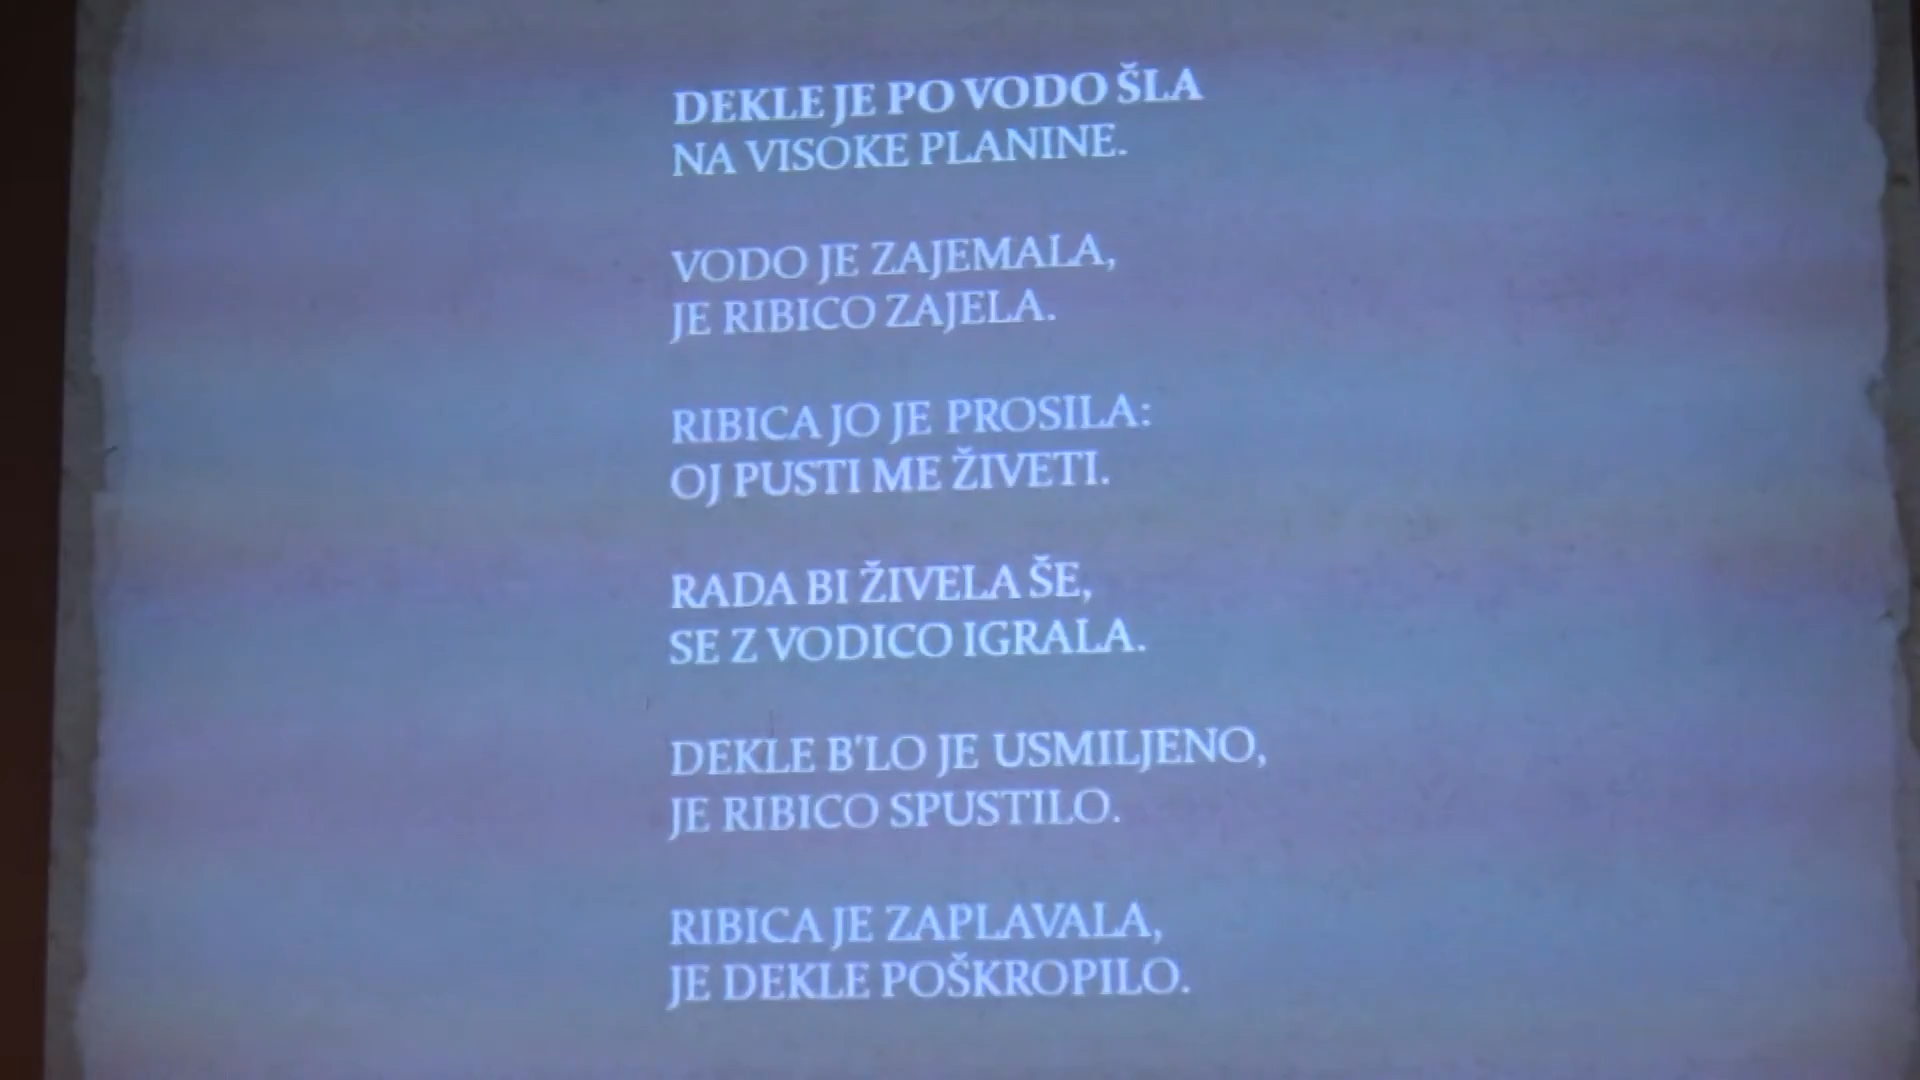 DEKLE JE PO VODO ŠLA
NA VISOKE PLANINE.
VODO JE ZAJEMALA,
JE RIBICO ZAJELA.
RIBICA JO JE PROSILA:
OJ PUSTI ME ŽIVETI.
RADA BI ŽIVELA ŠE,
SE Z VODICO IGRALA.
DEKLE B'LO JE USMILJENO,
JE RIBICO SPUSTILO.
RIBICA JE ZAPLAVALA,
JE DEKLE POŠKROPILO.